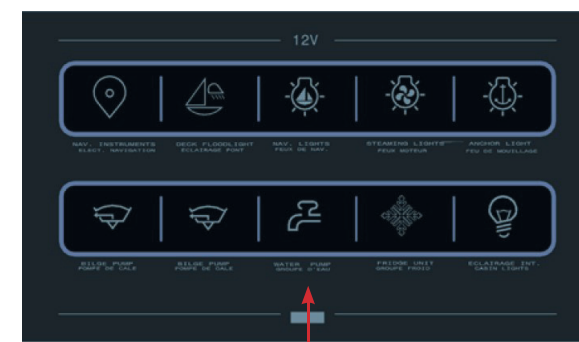 12V
NAV. INSTRUMENTS
ELECT. NAVIGATION
DECK FLOODLIGHT
ECLAIRAGE PONT
NAV. LIGHTS
FEUX DE NAV.
STEAMING LIGHTS
FEUX MOTEUR
ANCHOR LIGHT
FEU DE MOUILLAGE
BILGE PUMP
POMPE DE CALE
BILGE PUMP
POMPE DE CALE
WATER PUMP
GROUPE D'EAU
FRIDGE UNIT
GROUPE FROID
ECLAIRAGE INT.
CABIN LIGHTS